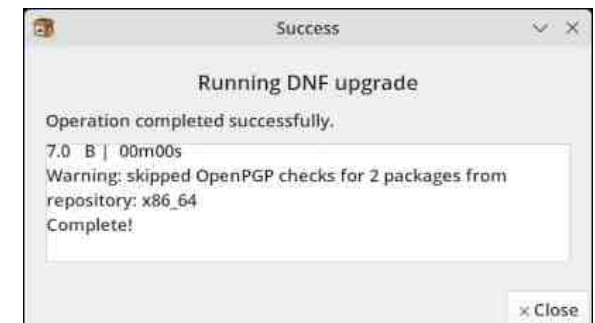 Success
Running DNF upgrade
Operation completed successfully.
7.0 B | 00m00s
Warning: skipped OpenPGP checks for 2 packages from
repository: x86_64
Complete!
× Close